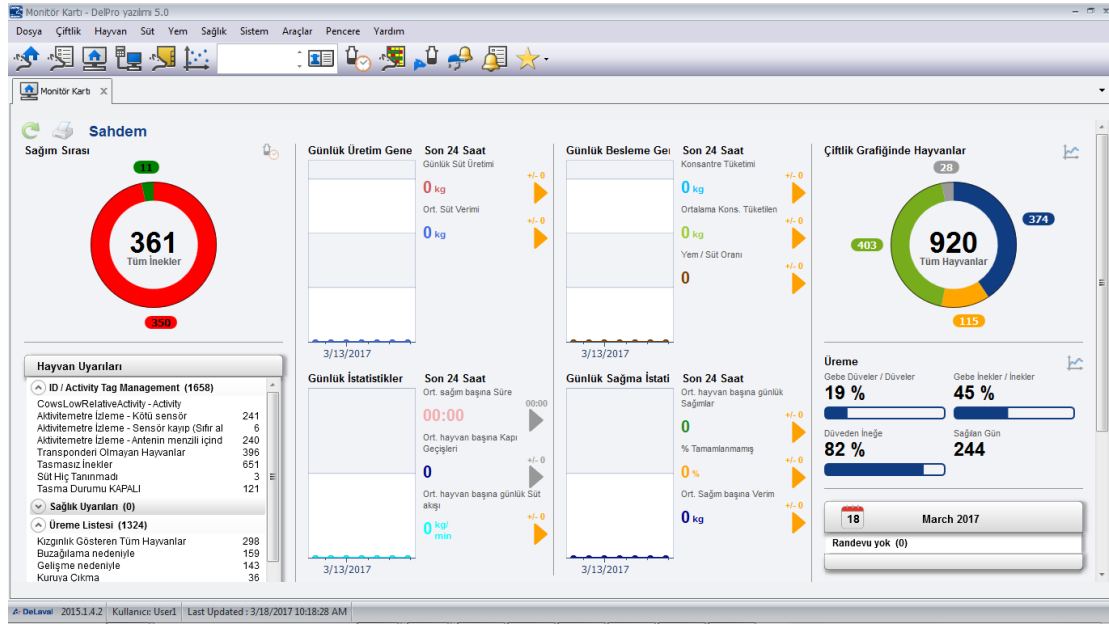 Monitör Kartı - DelPro yazılımı 5.0
Dosya Çiftlik Hayvan Süt Yem Sağlık Sistem Araçlar Pencere Yardım
Monitör Kartı X
Sahdem
Sağım Sırası
11
361
Tüm İnekler
350
Hayvan Uyarıları
ID / Activity Tag Management (1658)
CowsLowRelativeActivity - Activity
Aktivitemetre İzleme - Kötü sensör 241
Aktivitemetre İzleme - Sensör kayıp (Sıfır al 6
Aktivitemetre İzleme - Antenin menzili içind 240
Transponderi Olmayan Hayvanlar 396
Tasmasız İnekler 651
Süt Hiç Tanınmadı 3
Tasma Durumu KAPALI 121
Sağlık Uyarıları (0)
Üreme Listesi (1324)
Kızgınlık Gösteren Tüm Hayvanlar 298
Buzağılama nedeniyle 159
Gelişme nedeniyle 143
Kuruya Çıkma 36
Günlük Üretim Gene
3/13/2017
Son 24 Saat
Günlük Süt Üretimi
+/- 0
0 kg
Ort. Süt Verimi
+/- 0
0 kg
Günlük İstatistikler
3/13/2017
Son 24 Saat
Ort. sağım başına Süre
00:00
00:00
Ort. hayvan başına Kapı
Geçişleri
+/- 0
0
Ort. hayvan başına günlük Süt
akışı
+/- 0
0 kg/
min
Günlük Besleme Ger
3/13/2017
Son 24 Saat
Konsantre Tüketimi
+/- 0
0 kg
Ortalama Kons. Tüketilen
+/- 0
0 kg
Yem / Süt Oranı
+/- 0
0
Günlük Sağma İstati
3/13/2017
Son 24 Saat
Ort. hayvan başına günlük
Sağımlar
+/- 0
0
% Tamamlanmamış
+/- 0
0 %
Ort. Sağım başına Verim
+/- 0
0 kg
Çiftlik Grafiğinde Hayvanlar
28
374
403
920
Tüm Hayvanlar
115
Üreme
Gebe Düveler / Düveler Gebe İnekler / İnekler
19 % 45 %
Düveden İneğe Sağılan Gün
82 % 244
18 March 2017
Randevu yok (0)
DeLaval 2015.1.4.2 Kullanıcı: User1 Last Updated : 3/18/2017 10:18:28 AM